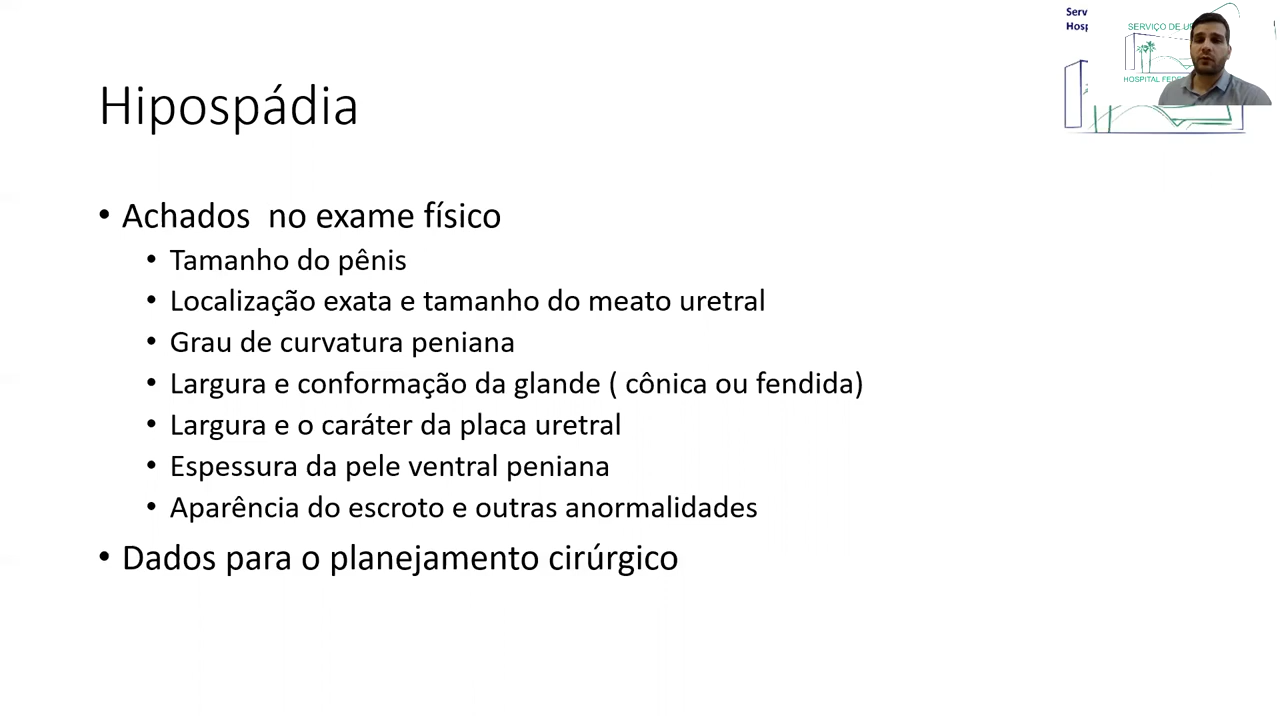 Serv
Hosp
SERVIÇO DE
HOSPITAL FEDE
Hipospádia
• Achados no exame físico
• Tamanho do pênis
• Localização exata e tamanho do meato uretral
• Grau de curvatura peniana
• Largura e conformação da glande ( cônica ou fendida)
• Largura e o caráter da placa uretral
• Espessura da pele ventral peniana
• Aparência do escroto e outras anormalidades
• Dados para o planejamento cirúrgico